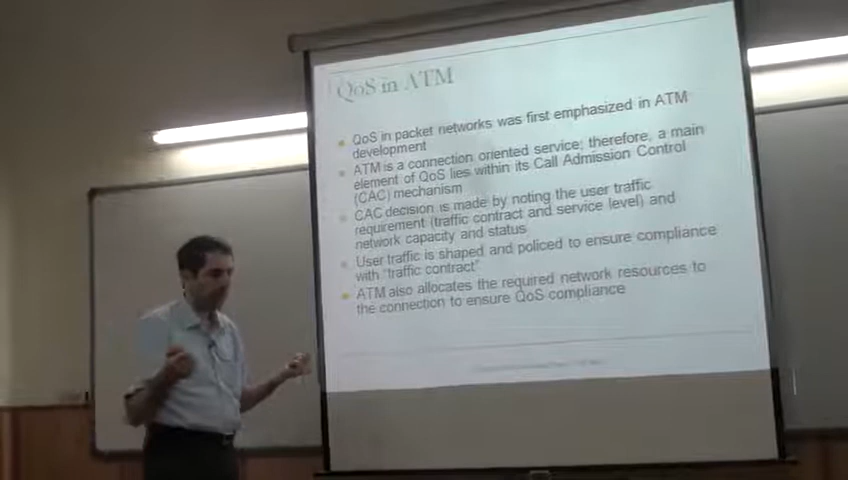 QoS in ATM
QoS in packet networks was first emphasized in ATM
development
ATM is a connection oriented service; therefore, a main
element of QoS lies within its Call Admission Control
(CAC) mechanism
CAC decision is made by noting the user traffic
requirement (traffic contract and service level) and
network capacity and status
User traffic is shaped and policed to ensure compliance
with "traffic contract"
ATM also allocates the required network resources to
the connection to ensure QoS compliance